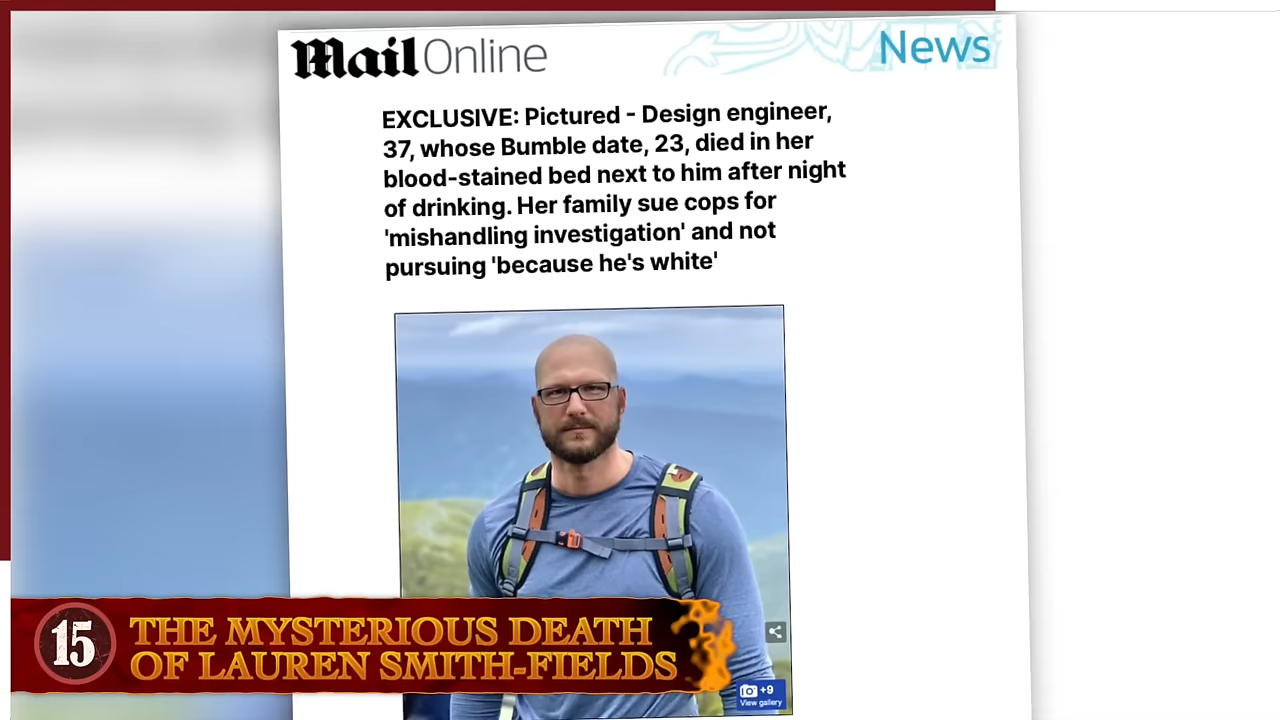 Mail Online
News
EXCLUSIVE: Pictured - Design engineer,
37, whose Bumble date, 23, died in her
blood-stained bed next to him after night
of drinking. Her family sue cops for
'mishandling investigation' and not
pursuing 'because he's white'
15
THE MYSTERIOUS DEATH
OF LAUREN SMITH-FIELDS
+9
View gallery